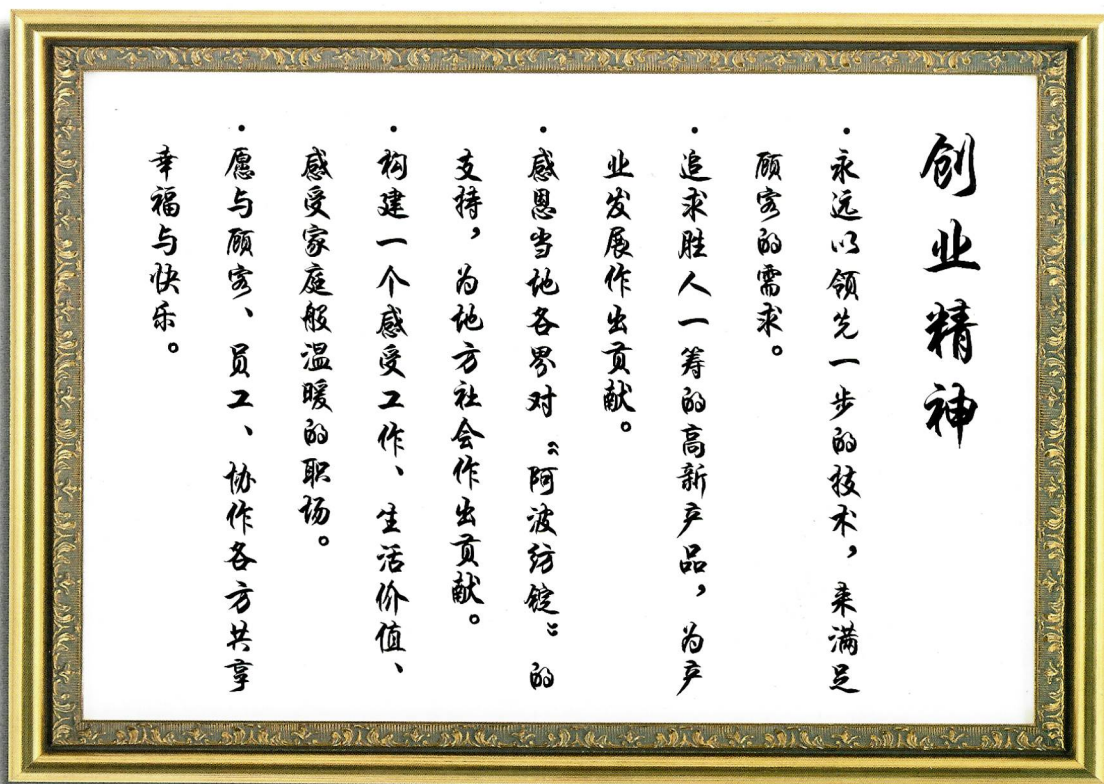 创业精神
·永远以领先一步的技术，来满足
顾客的需求。
·追求胜人一筹的高新产品，为产
业发展作出贡献。
·感恩当地各界对“阿波纺锭”的
支持，为地方社会作出贡献。
·构建一个感受工作、生活价值、
感受家庭般温暖的职场。
·愿与顾客、员工、协作各方共享
幸福与快乐。